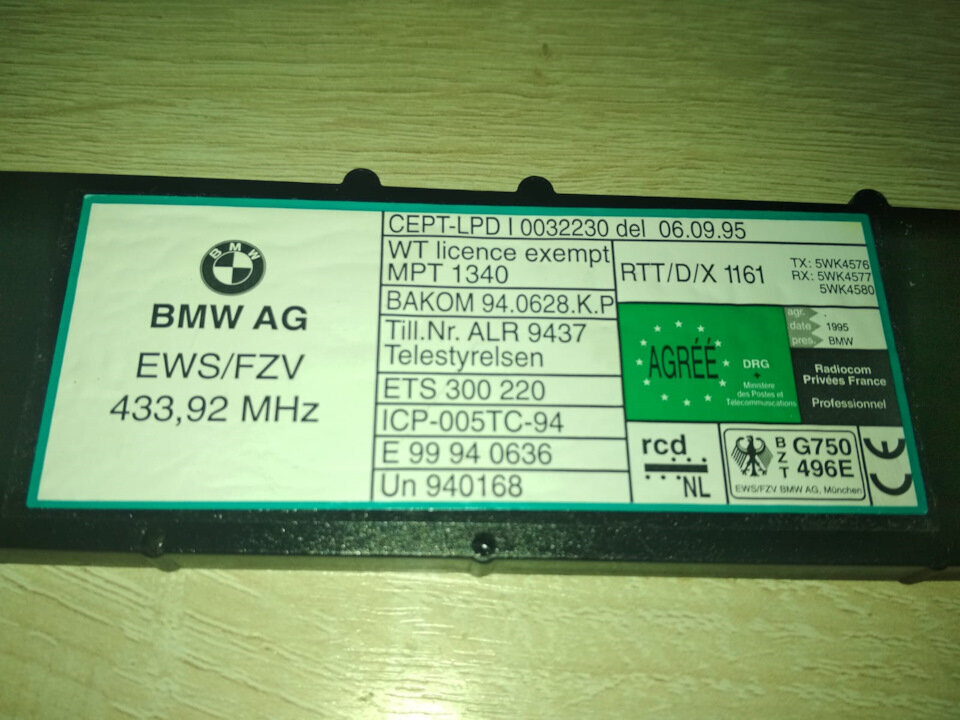 BMW
BMW AG
EWS/FZV
433,92 MHz
CEPT-LPD I 0032230 del 06.09.95
WT licence exempt
MPT 1340
BAKOM 94.0628.K.P
Till.Nr. ALR 9437
Telestyrelsen
ETS 300 220
ICP-005TC-94
E 99 94 0636
Un 940168
RTT/D/X 1161
TX: 5WK4576
RX: 5WK4577
5WK4580
AGRÉÉ
DRG
Ministère
des Postes et
Télécommunications
agr.
date 1995
pres. BMW
Radiocom
Privées France
Professionnel
rcd
NL
BZT
G750
496E
EWS/FZV BMW AG, München
CE